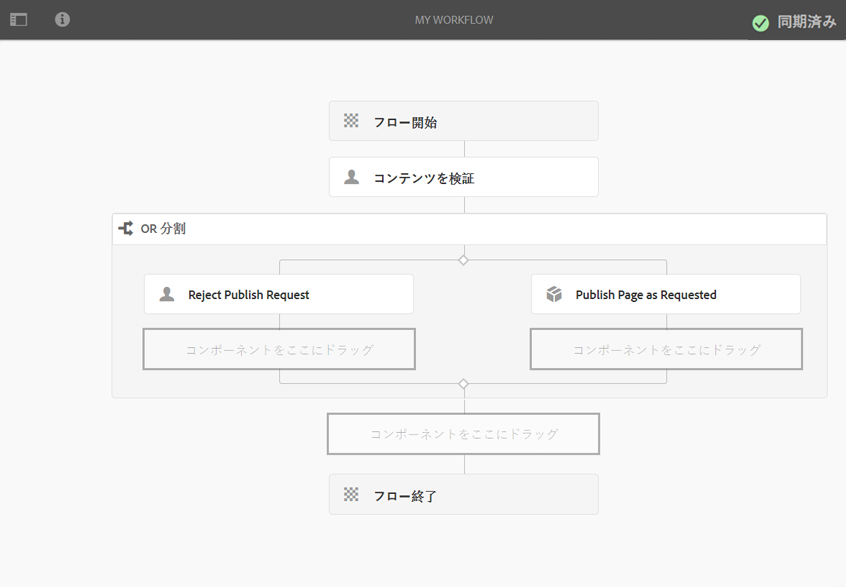 MY WORKFLOW
同期済み
フロー開始
コンテンツを検証
OR 分割
Reject Publish Request
Publish Page as Requested
コンポーネントをここにドラッグ
コンポーネントをここにドラッグ
コンポーネントをここにドラッグ
フロー終了